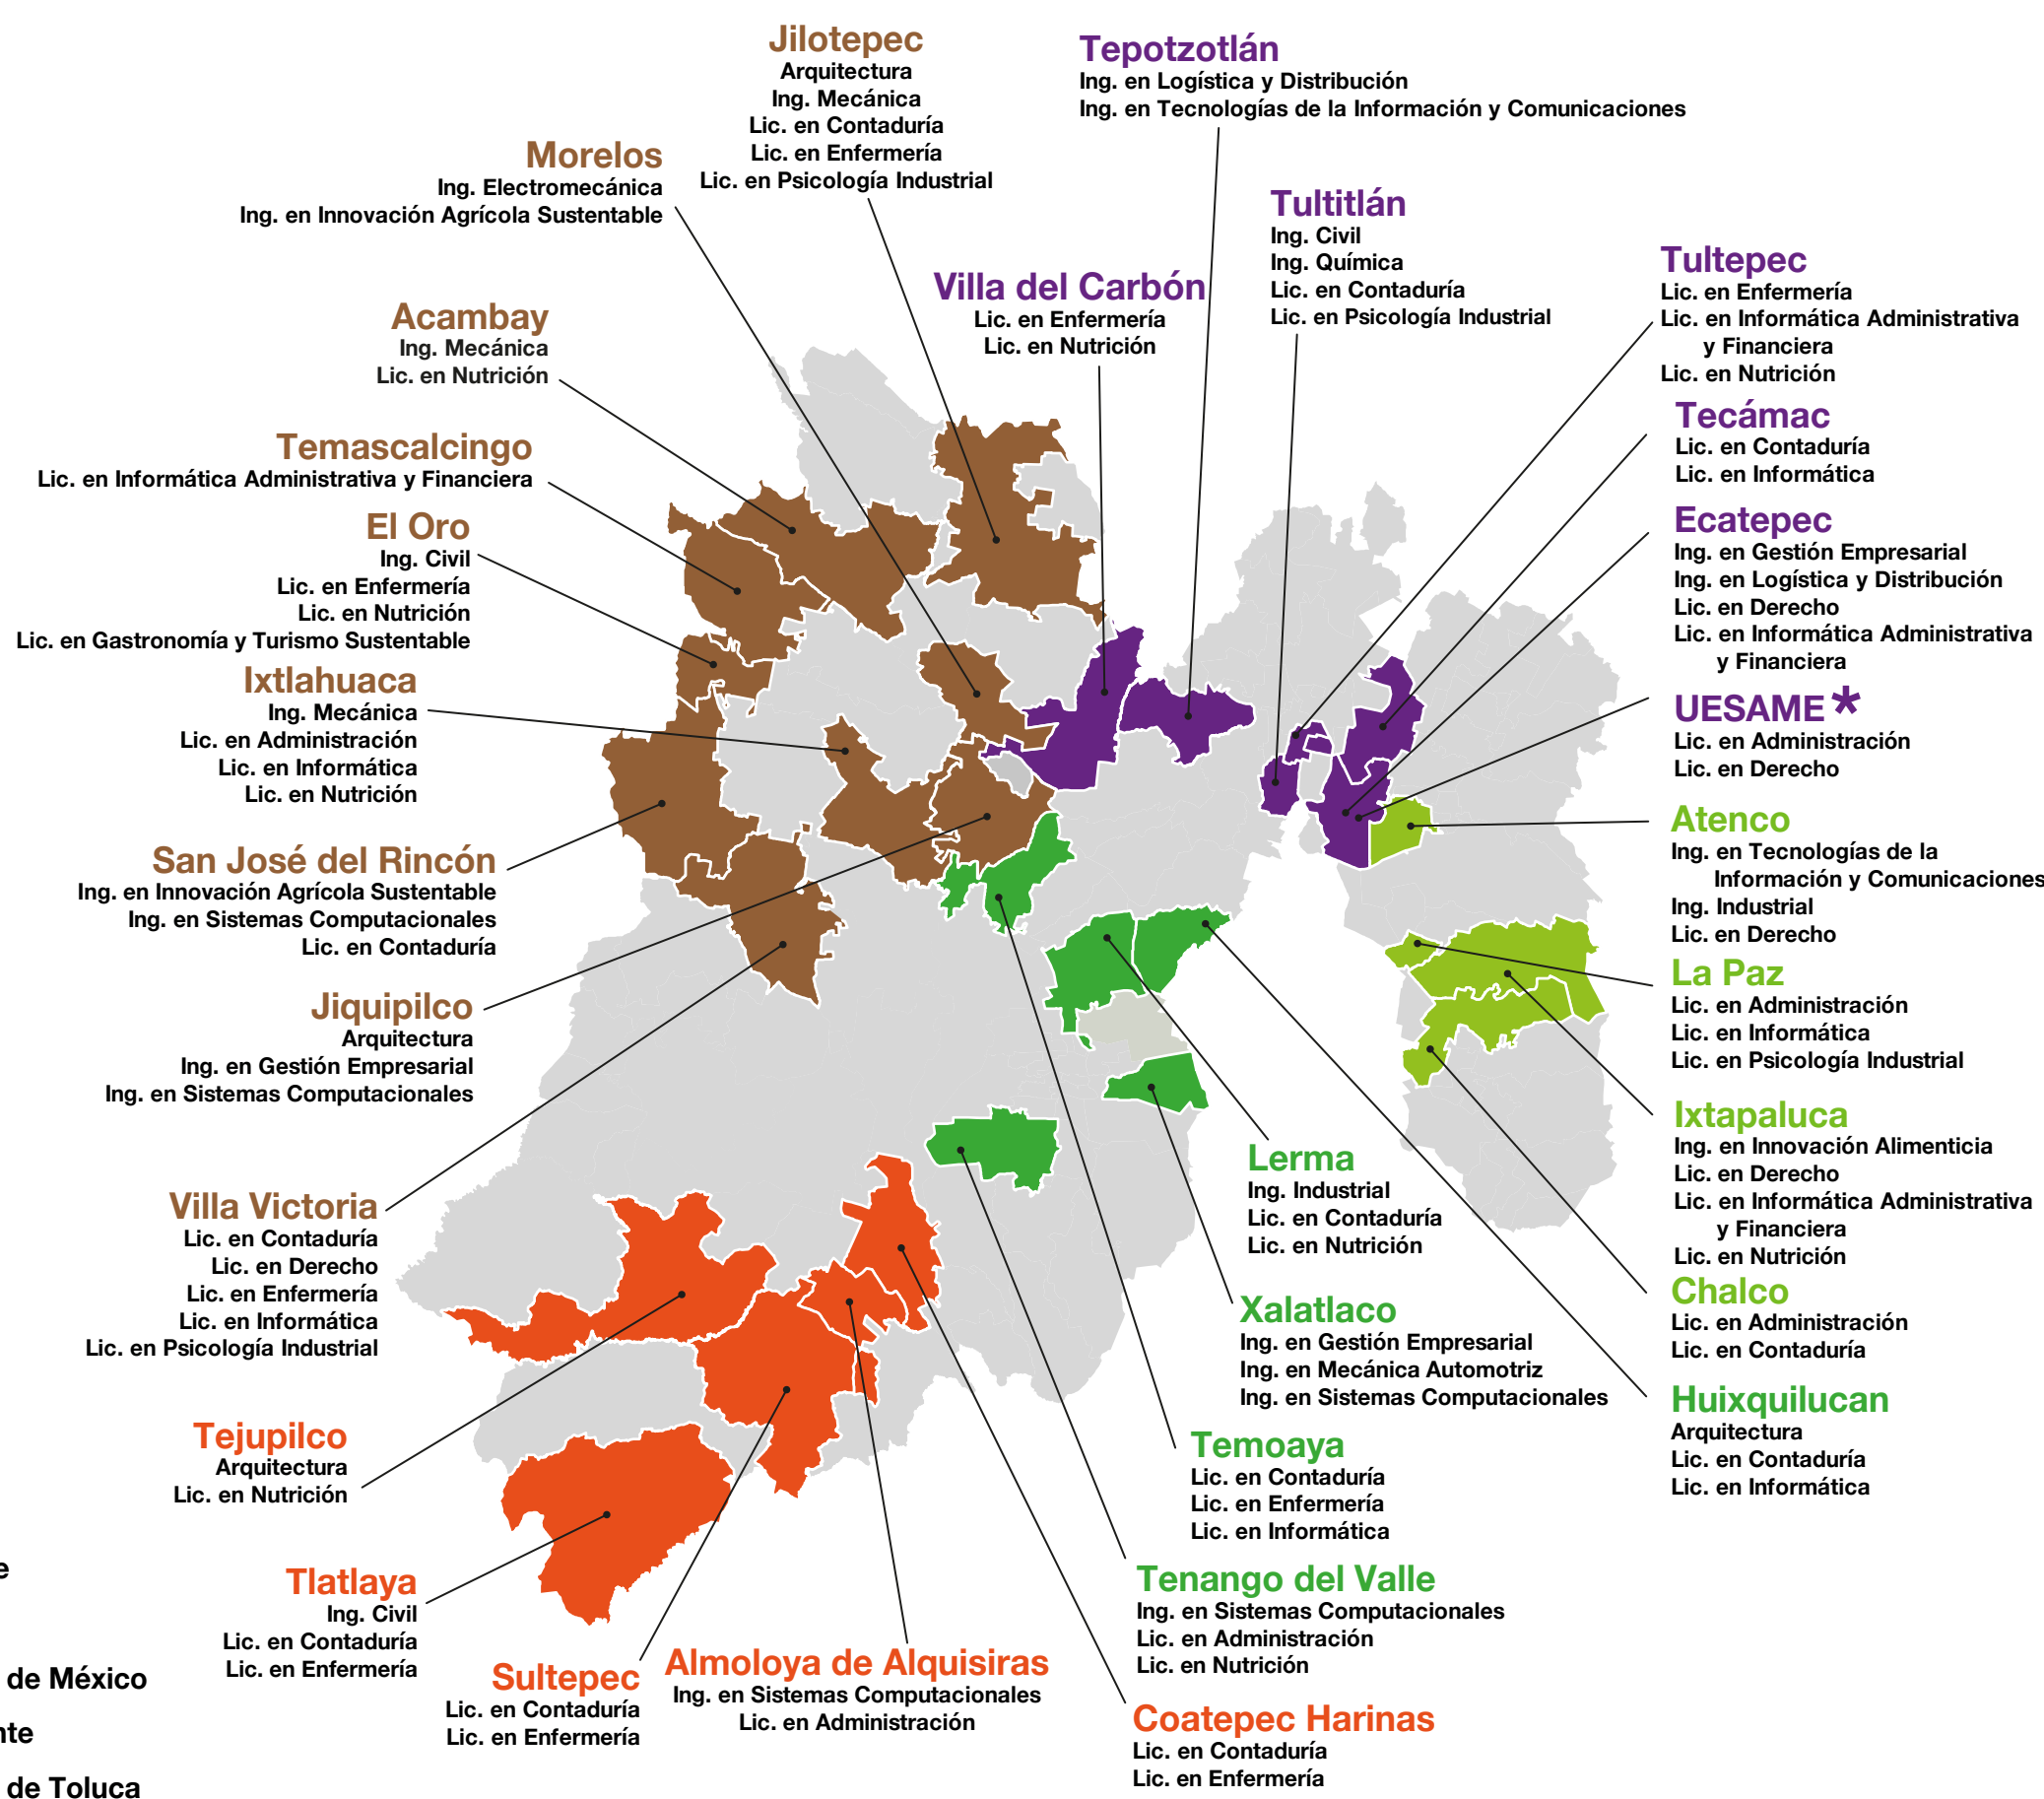 Jilotepec
Arquitectura
Ing. Mecánica
Lic. en Contaduría
Lic. en Enfermería
Lic. en Psicología Industrial
Tepotzotlán
Ing. en Logística y Distribución
Ing. en Tecnologías de la Información y Comunicaciones
Morelos
Ing. Electromecánica
Ing. en Innovación Agrícola Sustentable
Tultitlán
Ing. Civil
Ing. Química
Lic. en Contaduría
Lic. en Psicología Industrial
Villa del Carbón
Lic. en Enfermería
Lic. en Nutrición
Tultepec
Lic. en Enfermería
Lic. en Informática Administrativa
y Financiera
Lic. en Nutrición
Acambay
Ing. Mecánica
Lic. en Nutrición
Tecámac
Lic. en Contaduría
Lic. en Informática
Temascalcingo
Lic. en Informática Administrativa y Financiera
Ecatepec
Ing. en Gestión Empresarial
Ing. en Logística y Distribución
Lic. en Derecho
Lic. en Informática Administrativa
y Financiera
El Oro
Ing. Civil
Lic. en Enfermería
Lic. en Nutrición
Lic. en Gastronomía y Turismo Sustentable
UESAME*
Lic. en Administración
Lic. en Derecho
Ixtlahuaca
Ing. Mecánica
Lic. en Administración
Lic. en Informática
Lic. en Nutrición
Atenco
Ing. en Tecnologías de la
Información y Comunicaciones
Ing. Industrial
Lic. en Derecho
San José del Rincón
Ing. en Innovación Agrícola Sustentable
Ing. en Sistemas Computacionales
Lic. en Contaduría
La Paz
Lic. en Administración
Lic. en Informática
Lic. en Psicología Industrial
Jiquipilco
Arquitectura
Ing. en Gestión Empresarial
Ing. en Sistemas Computacionales
Ixtapaluca
Ing. en Innovación Alimenticia
Lic. en Derecho
Lic. en Informática Administrativa
y Financiera
Lic. en Nutrición
Lerma
Ing. Industrial
Lic. en Contaduría
Lic. en Nutrición
Villa Victoria
Lic. en Contaduría
Lic. en Derecho
Lic. en Enfermería
Lic. en Informática
Lic. en Psicología Industrial
Chalco
Lic. en Administración
Lic. en Contaduría
Xalatlaco
Ing. en Gestión Empresarial
Ing. en Mecánica Automotriz
Ing. en Sistemas Computacionales
Huixquilucan
Arquitectura
Lic. en Contaduría
Lic. en Informática
Tejupilco
Arquitectura
Lic. en Nutrición
Temoaya
Lic. en Contaduría
Lic. en Enfermería
Lic. en Informática
Tlatlaya
Ing. Civil
Lic. en Contaduría
Lic. en Enfermería
Tenango del Valle
Ing. en Sistemas Computacionales
Lic. en Administración
Lic. en Nutrición
Sultepec
Lic. en Contaduría
Lic. en Enfermería
Almoloya de Alquisiras
Ing. en Sistemas Computacionales
Lic. en Administración
Coatepec Harinas
Lic. en Contaduría
Lic. en Enfermería
e
de México
nte
de Toluca